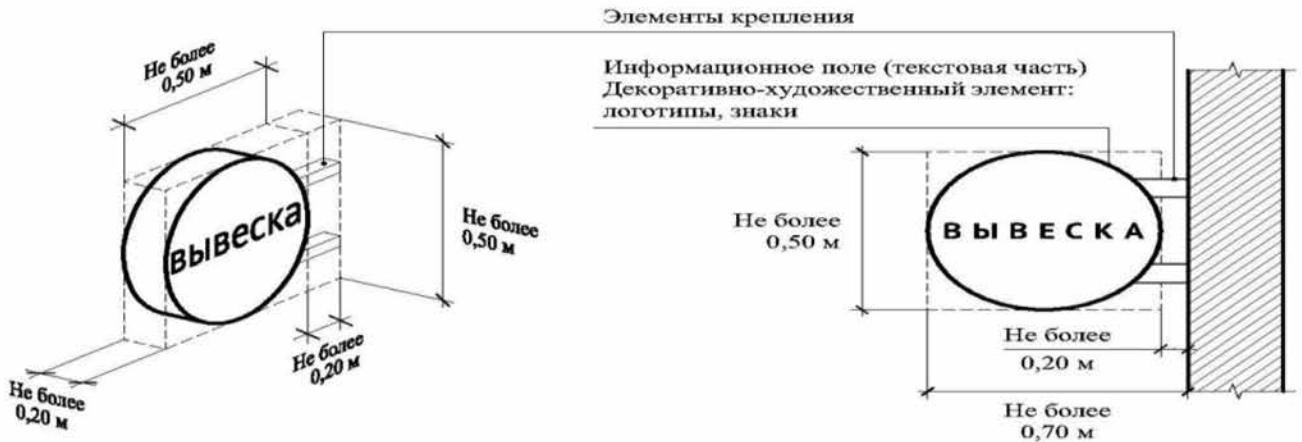 Элементы крепления
Информационное поле (текстовая часть)
Декоративно-художественный элемент:
логотипы, знаки
Не более
0,50 м
вывеска
Не более
0,50 м
Не более
0,20 м
Не более
0,20 м
Не более
0,50 м
ВЫВЕСКА
Не более
0,20 м
Не более
0,70 м